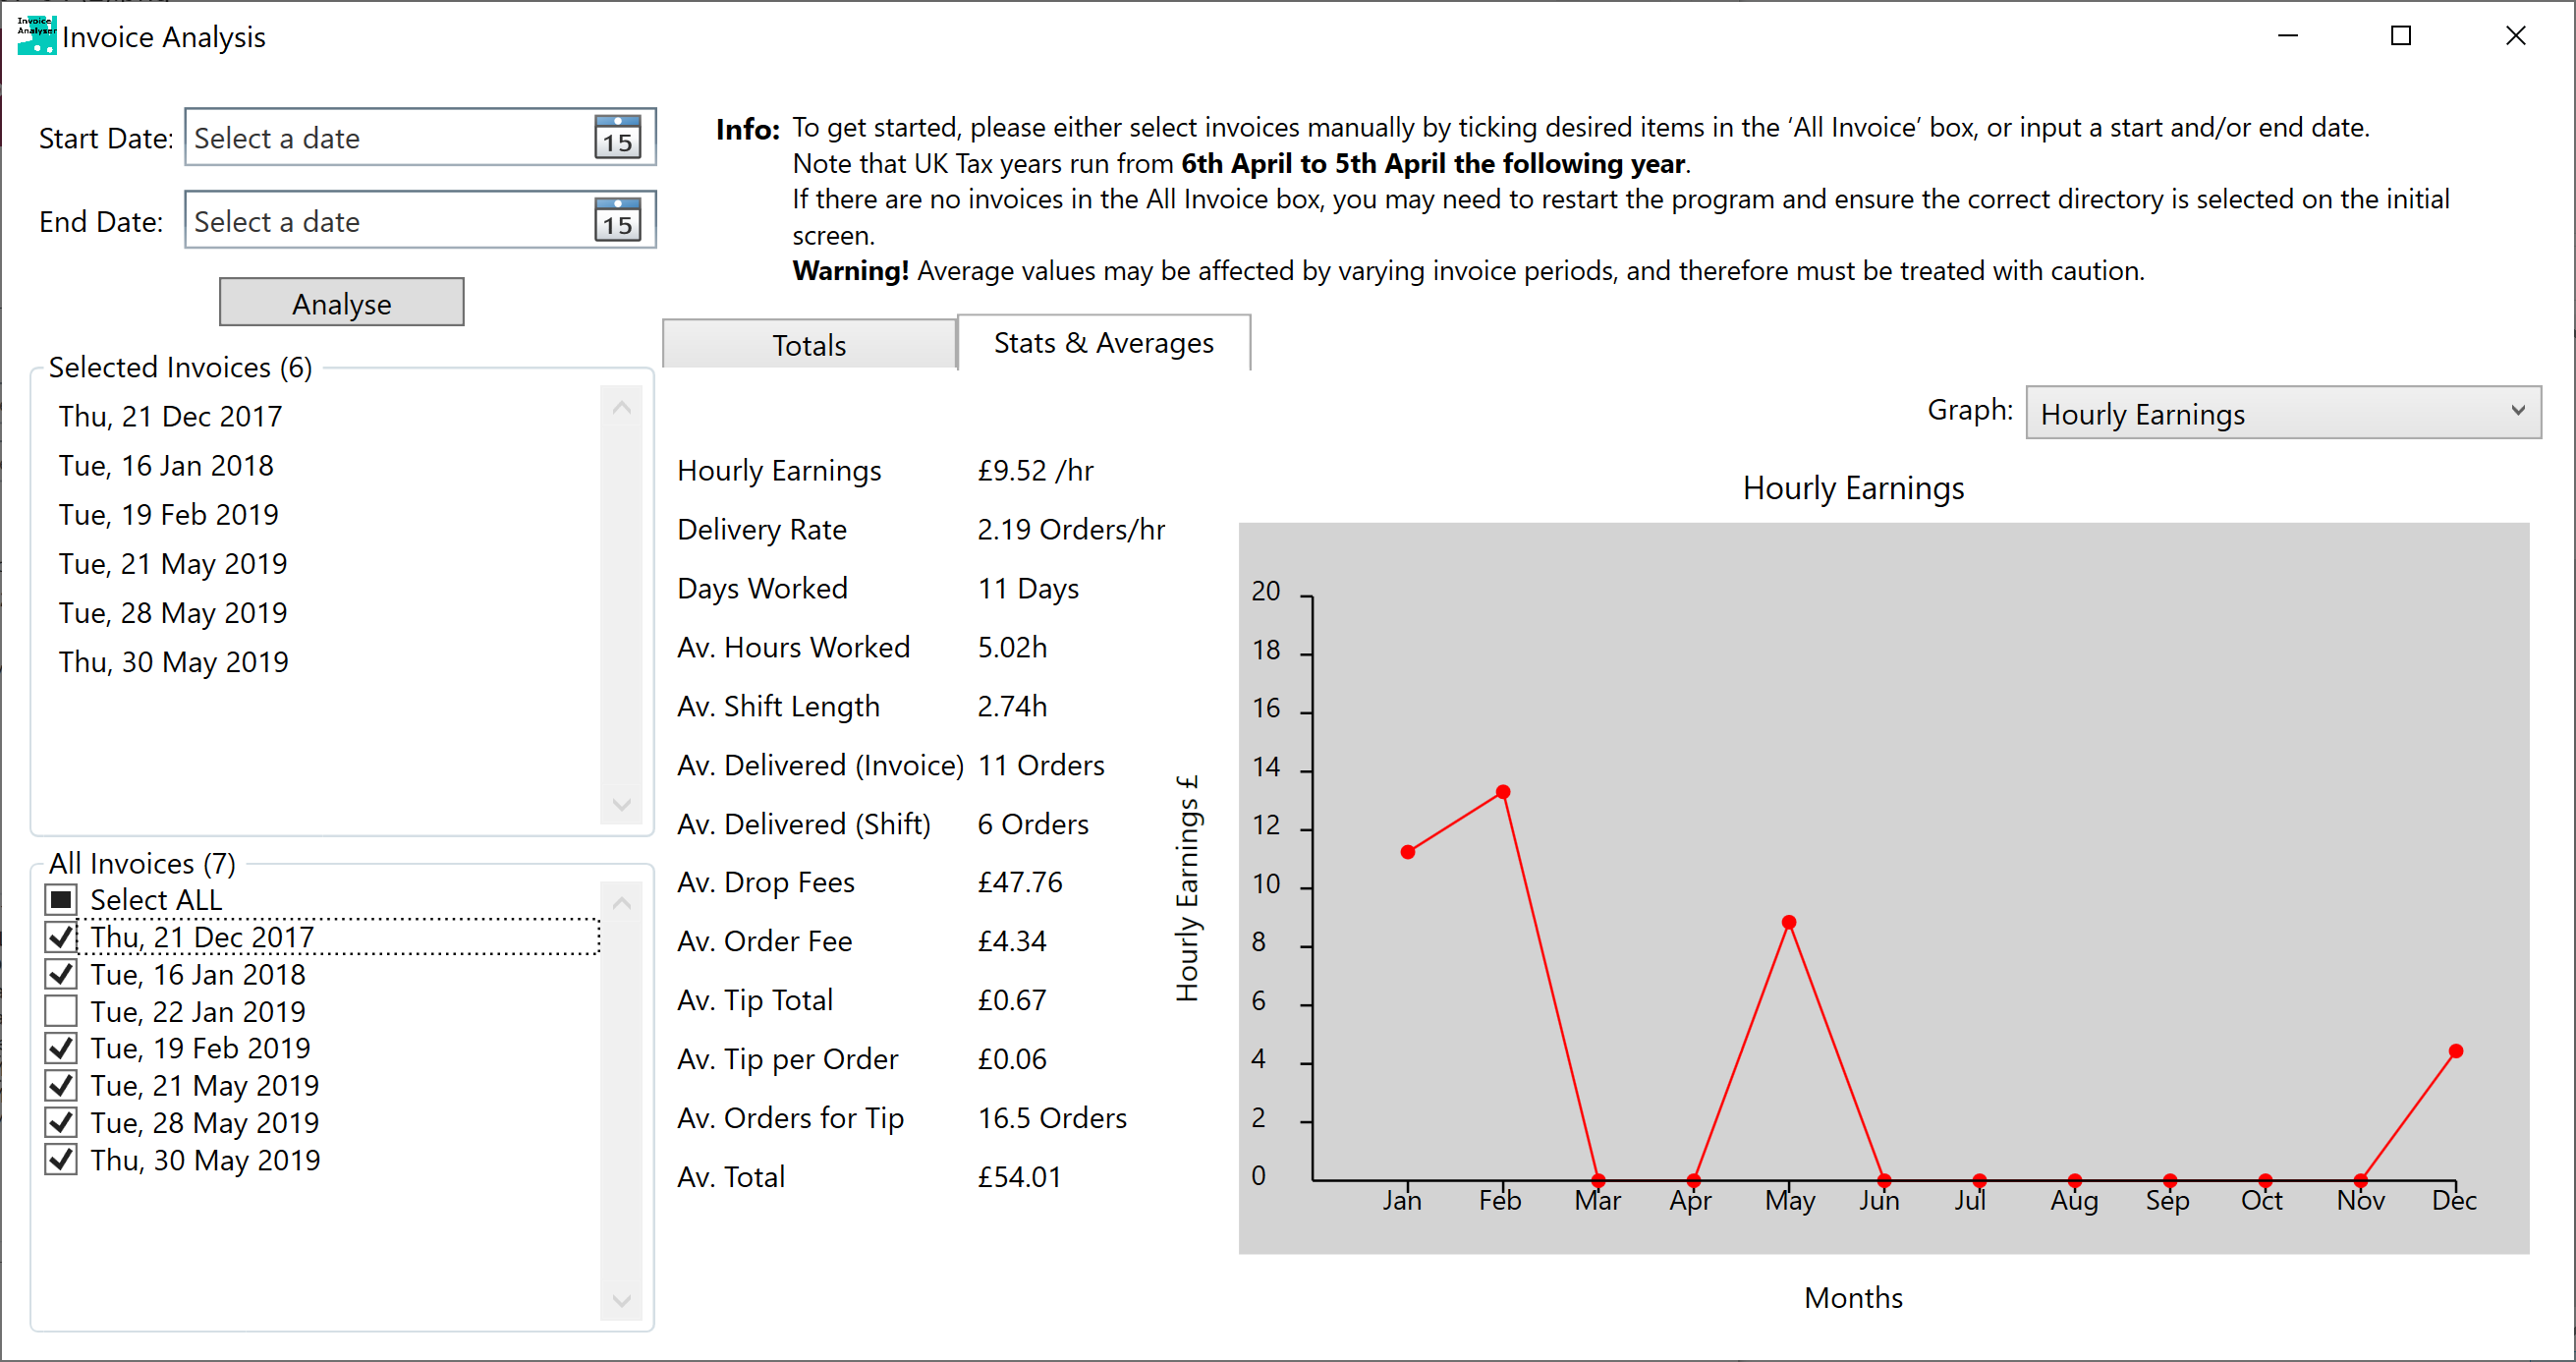 Invoice
Analyser
Invoice Analysis
Start Date: Select a date 15
End Date: Select a date 15
Analyse
Info: To get started, please either select invoices manually by ticking desired items in the ‘All Invoice’ box, or input a start and/or end date.
Note that UK Tax years run from 6th April to 5th April the following year.
If there are no invoices in the All Invoice box, you may need to restart the program and ensure the correct directory is selected on the initial
screen.
Warning! Average values may be affected by varying invoice periods, and therefore must be treated with caution.
Selected Invoices (6)
Thu, 21 Dec 2017
Tue, 16 Jan 2018
Tue, 19 Feb 2019
Tue, 21 May 2019
Tue, 28 May 2019
Thu, 30 May 2019
All Invoices (7)
Select ALL
Thu, 21 Dec 2017
Tue, 16 Jan 2018
Tue, 22 Jan 2019
Tue, 19 Feb 2019
Tue, 21 May 2019
Tue, 28 May 2019
Thu, 30 May 2019
Totals
Stats & Averages
Hourly Earnings £9.52 /hr
Delivery Rate 2.19 Orders/hr
Days Worked 11 Days
Av. Hours Worked 5.02h
Av. Shift Length 2.74h
Av. Delivered (Invoice) 11 Orders
Av. Delivered (Shift) 6 Orders
Av. Drop Fees £47.76
Av. Order Fee £4.34
Av. Tip Total £0.67
Av. Tip per Order £0.06
Av. Orders for Tip 16.5 Orders
Av. Total £54.01
Graph: Hourly Earnings
Hourly Earnings
Hourly Earnings £
20
18
16
14
12
10
8
6
4
2
0
Jan Feb Mar Apr May Jun Jul Aug Sep Oct Nov Dec
Months